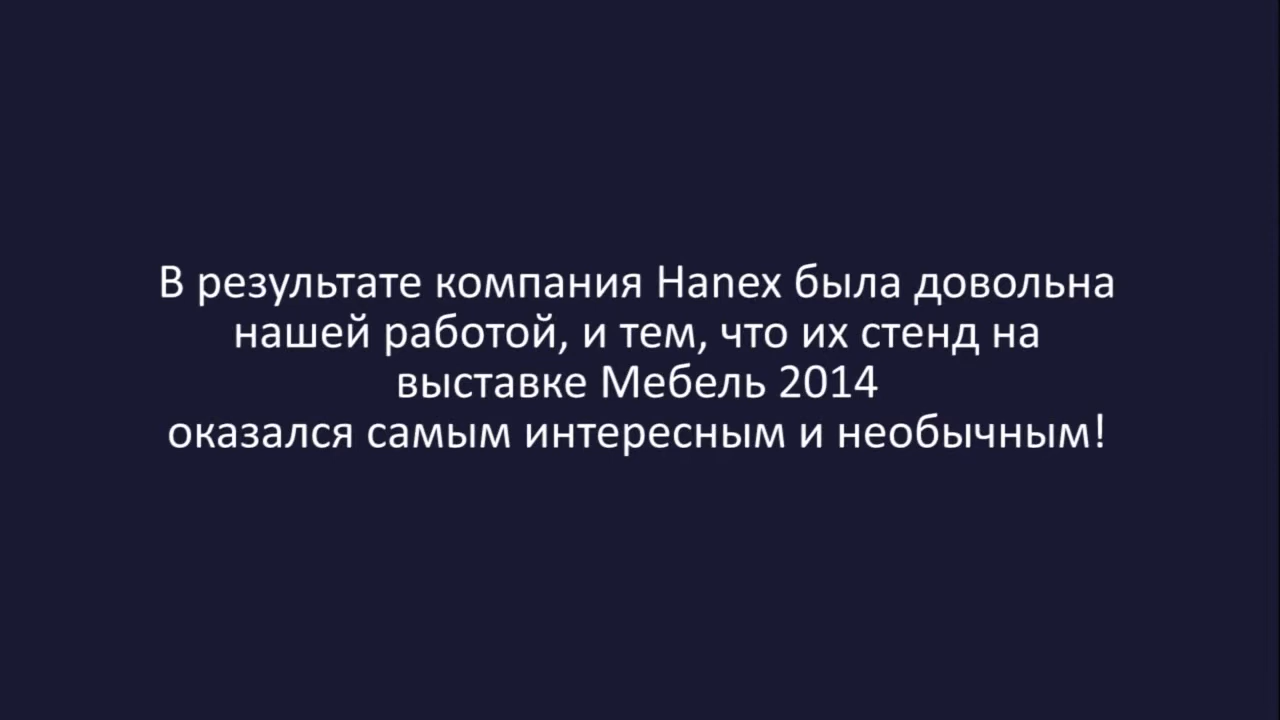 В результате компания Hanex была довольна
нашей работой, и тем, что их стенд на
выставке Мебель 2014
оказался самым интересным и необычным!